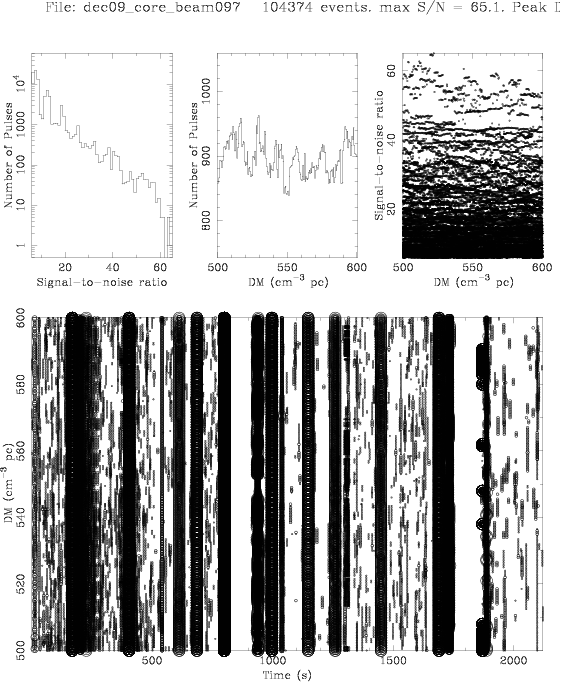 File: dec09_core_beam097 104374 events. max S/N = 65.1. Peak
Number of Pulses
10⁴
1000
100
10
1
20 40 60
Signal-to-noise ratio
Number of Pulses
1000
900
800
500 550 600
DM (cm⁻³ pc)
Signal-to-noise ratio
60
40
20
500 550 600
DM (cm⁻³ pc)
DM (cm⁻³ pc)
600
580
560
540
520
500
500 1000 1500 2000
Time (s)